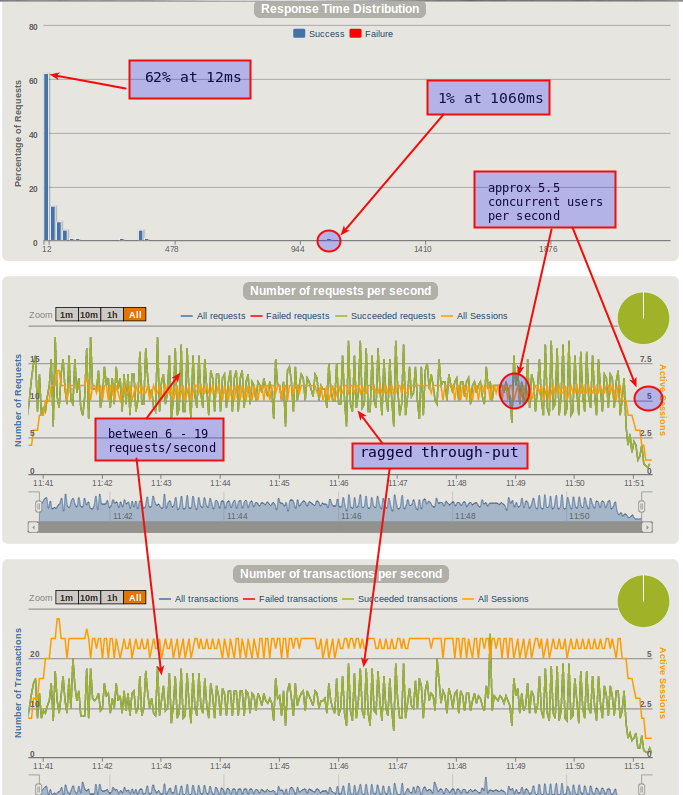 Response Time Distribution
80
Success Failure
62% at 12ms
60
1% at 1060ms
Percentage of Requests
40
approx 5.5
concurrent users
per second
20
0
12 478 944 1410 1876
Number of requests per second
Zoom 1m 10m 1h All
All requests Failed requests Succeeded requests All Sessions
Number of Requests
15
10
5
0
7.5
5
2.5
0
Active Sessions
between 6 - 19
requests/second
ragged through-put
11:41 11:42 11:43 11:44 11:45 11:46 11:47 11:48 11:49 11:50 11:51
11:42 11:44 11:46 11:48 11:50
Number of transactions per second
Zoom 1m 10m 1h All
All transactions Failed transactions Succeeded transactions All Sessions
Number of Transactions
20
10
0
5
2.5
0
Active Sessions
11:41 11:42 11:43 11:44 11:45 11:46 11:47 11:48 11:49 11:50 11:51